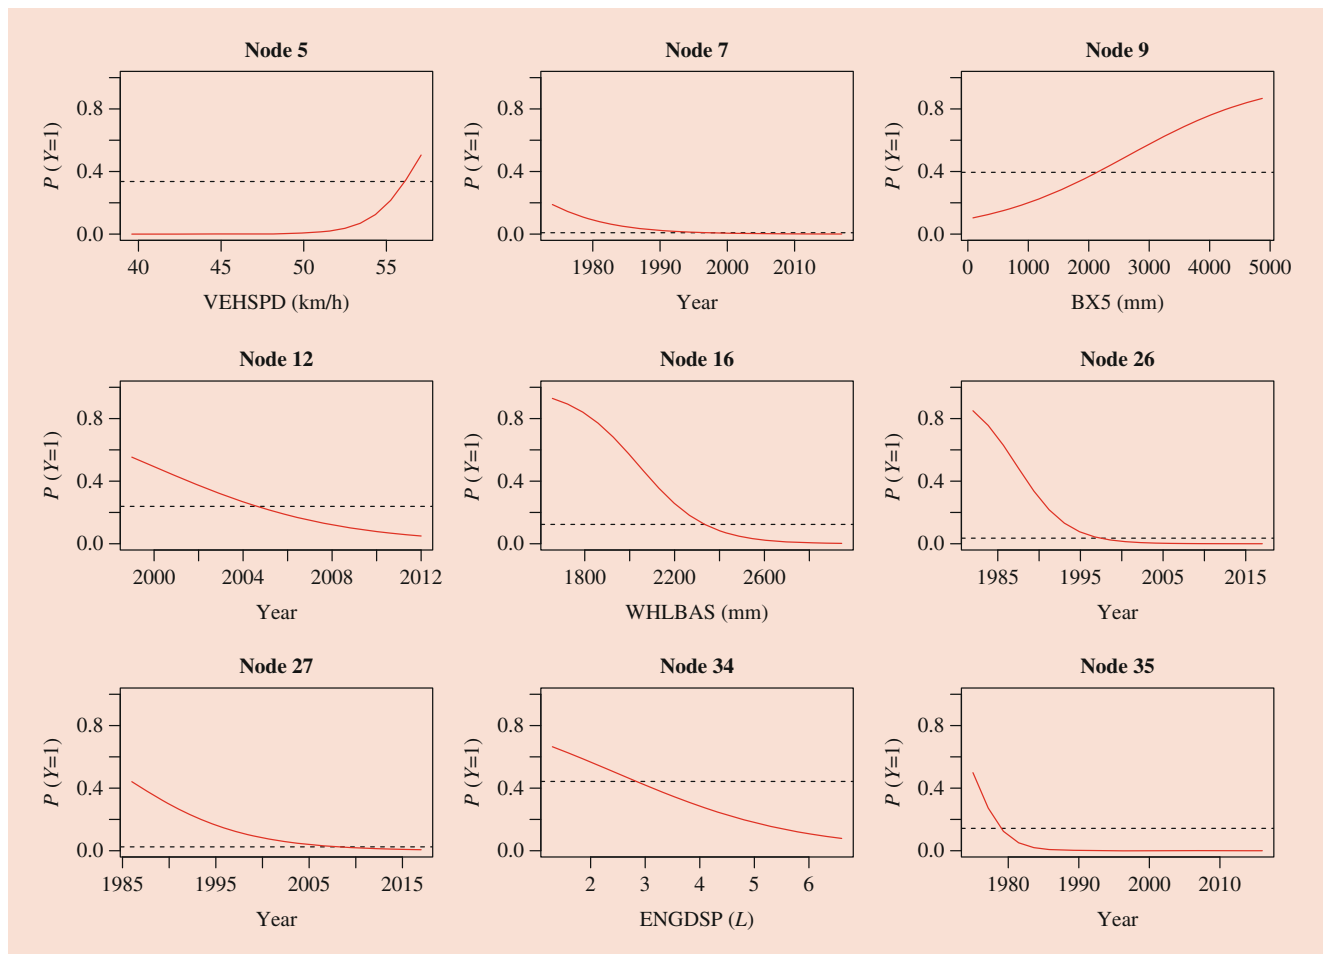 Node 5
P (Y=1)
0.8
0.4
0.0
40 45 50 55
VEHSPD (km/h)
Node 7
P (Y=1)
0.8
0.4
0.0
1980 1990 2000 2010
Year
Node 9
P (Y=1)
0.8
0.4
0.0
0 1000 2000 3000 4000 5000
BX5 (mm)
Node 12
P (Y=1)
0.8
0.4
0.0
2000 2004 2008 2012
Year
Node 16
P (Y=1)
0.8
0.4
0.0
1800 2200 2600
WHLBAS (mm)
Node 26
P (Y=1)
0.8
0.4
0.0
1985 1995 2005 2015
Year
Node 27
P (Y=1)
0.8
0.4
0.0
1985 1995 2005 2015
Year
Node 34
P (Y=1)
0.8
0.4
0.0
2 3 4 5 6
ENGDSP (L)
Node 35
P (Y=1)
0.8
0.4
0.0
1980 1990 2000 2010
Year